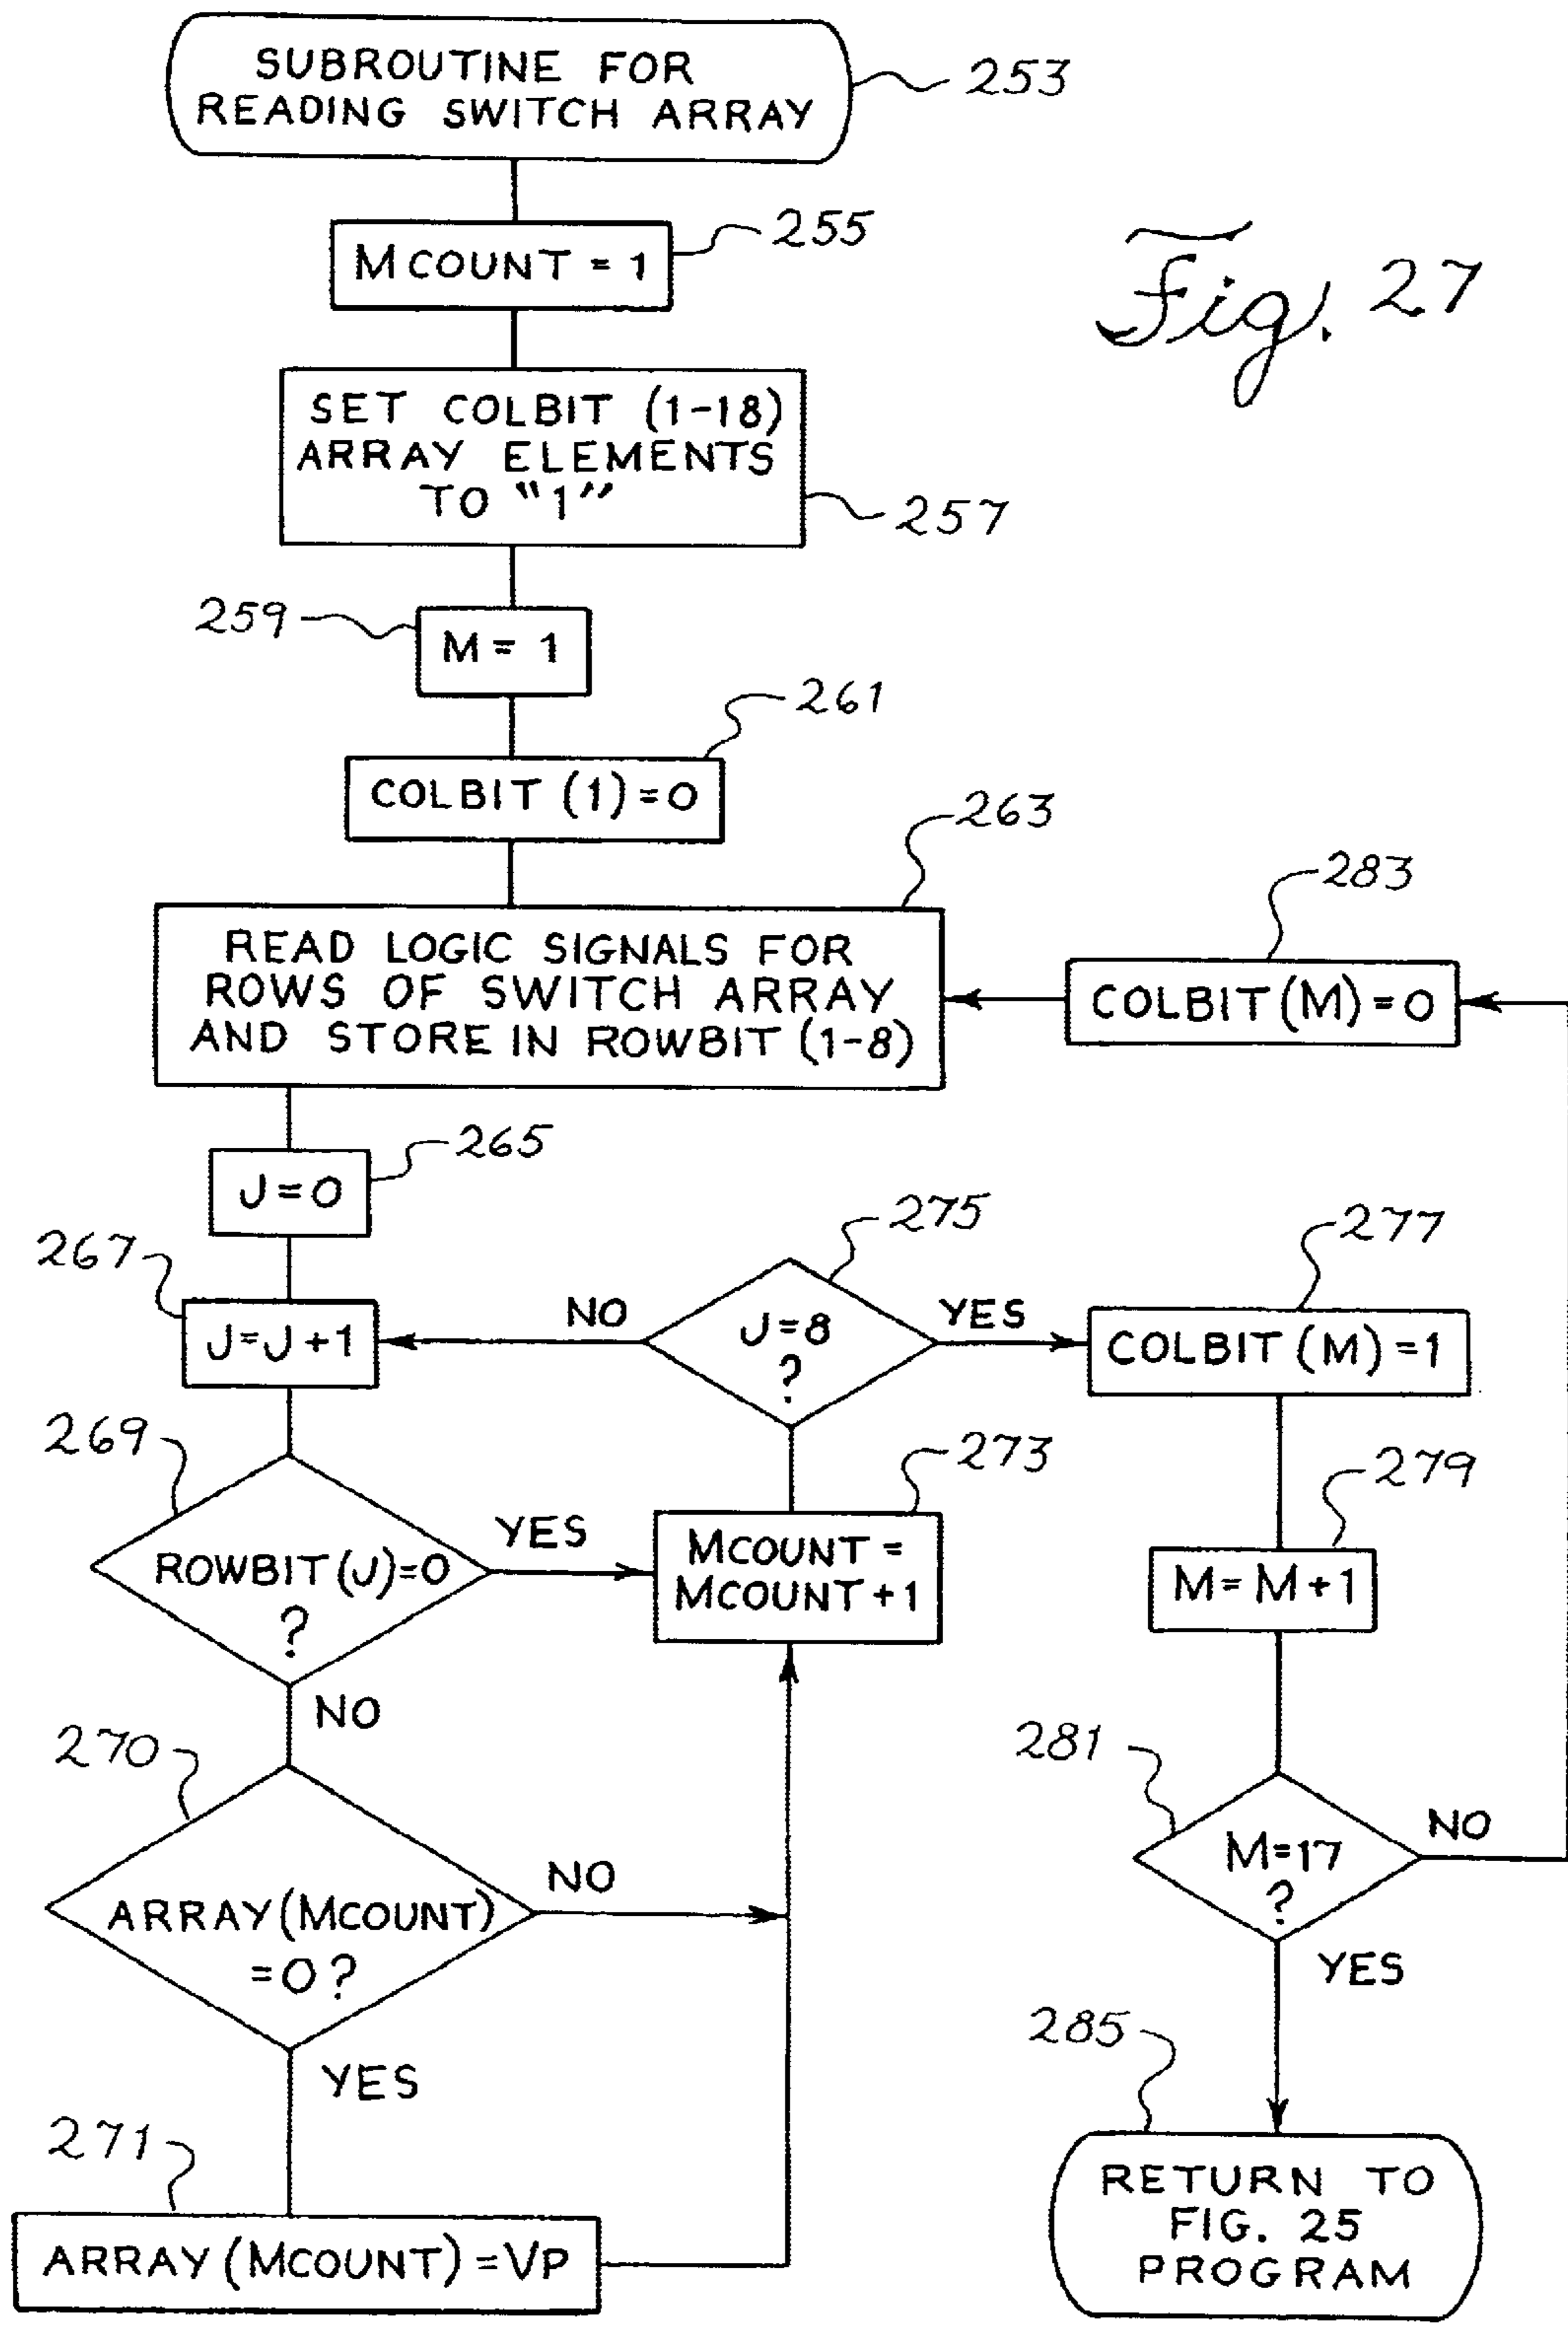 SUBROUTINE FOR
READING SWITCH ARRAY
253
MCOUNT = 1
255
Fig. 27
SET COLBIT (1-18)
ARRAY ELEMENTS
TO "1"
257
259
M = 1
261
COLBIT (1) = 0
263
READ LOGIC SIGNALS FOR
ROWS OF SWITCH ARRAY
AND STORE IN ROWBIT (1-8)
283
COLBIT (M) = 0
265
J = 0
267
J = J + 1
NO
275
J = 8
?
YES
277
COLBIT (M) = 1
269
ROWBIT (J) = 0
?
YES
273
MCOUNT =
MCOUNT + 1
279
M = M + 1
NO
270
ARRAY (MCOUNT)
= 0 ?
NO
281
M = 17
?
NO
YES
YES
271
ARRAY (MCOUNT) = VP
285
RETURN TO
FIG. 25
PROGRAM